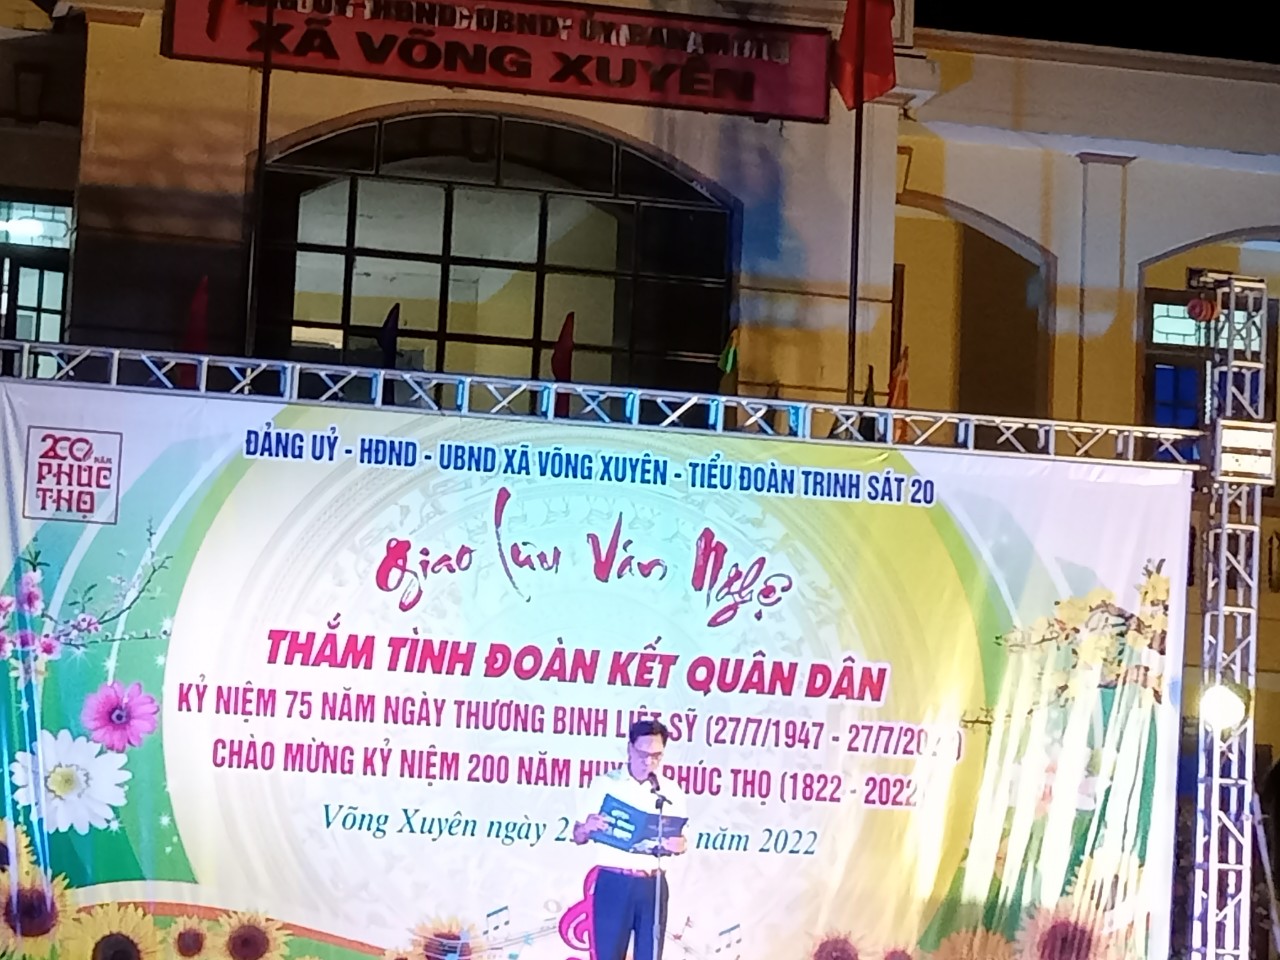 HĐND-UBND-
XÃ VÕNG XUYÊN
200 NĂM
PHÚC
THỌ
ĐẢNG UỶ - HĐND - UBND XÃ VÕNG XUYÊN - TIỂU ĐOÀN TRINH SÁT 20
Giao lưu Văn Nghệ
THẮM TÌNH ĐOÀN KẾT QUÂN DÂN
KỶ NIỆM 75 NĂM NGÀY THƯƠNG BINH LIỆT SỸ (27/7/1947 - 27/7/20
CHÀO MỪNG KỶ NIỆM 200 NĂM PHÚC THỌ (1822 - 2022
Võng Xuyên ngày năm 2022